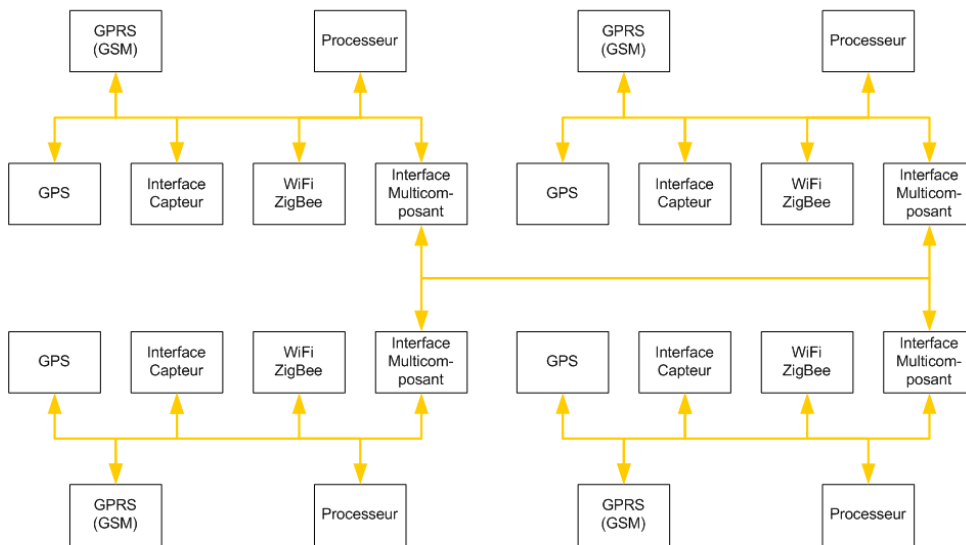 GPRS
(GSM)
Processeur
GPRS
(GSM)
Processeur
GPS
Interface
Capteur
WiFi
ZigBee
Interface
Multicom-
posant
GPS
Interface
Capteur
WiFi
ZigBee
Interface
Multicom-
posant
GPS
Interface
Capteur
WiFi
ZigBee
Interface
Multicom-
posant
GPS
Interface
Capteur
WiFi
ZigBee
Interface
Multicom-
posant
GPRS
(GSM)
Processeur
GPRS
(GSM)
Processeur